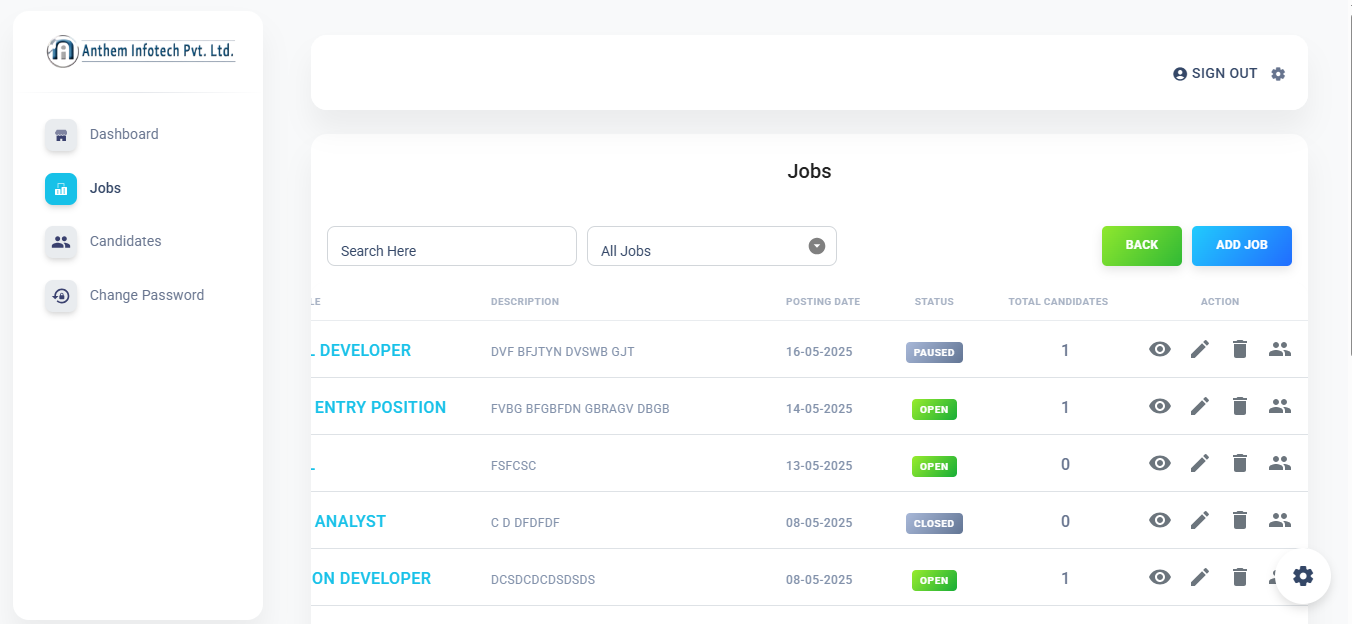 Anthem Infotech Pvt. Ltd.
SIGN OUT
Dashboard
Jobs
Candidates
Change Password
Jobs
Search Here
All Jobs
BACK
ADD JOB
LE DESCRIPTION POSTING DATE STATUS TOTAL CANDIDATES ACTION
DEVELOPER DVF BFJTYN DVSWB GJT 16-05-2025 PAUSED 1
ENTRY POSITION FVBG BFGBFDN GBRAGV DBGB 14-05-2025 OPEN 1
FSFCSC 13-05-2025 OPEN 0
ANALYST C D DFDFDF 08-05-2025 CLOSED 0
ON DEVELOPER DCSDCDCDSDSDS 08-05-2025 OPEN 1